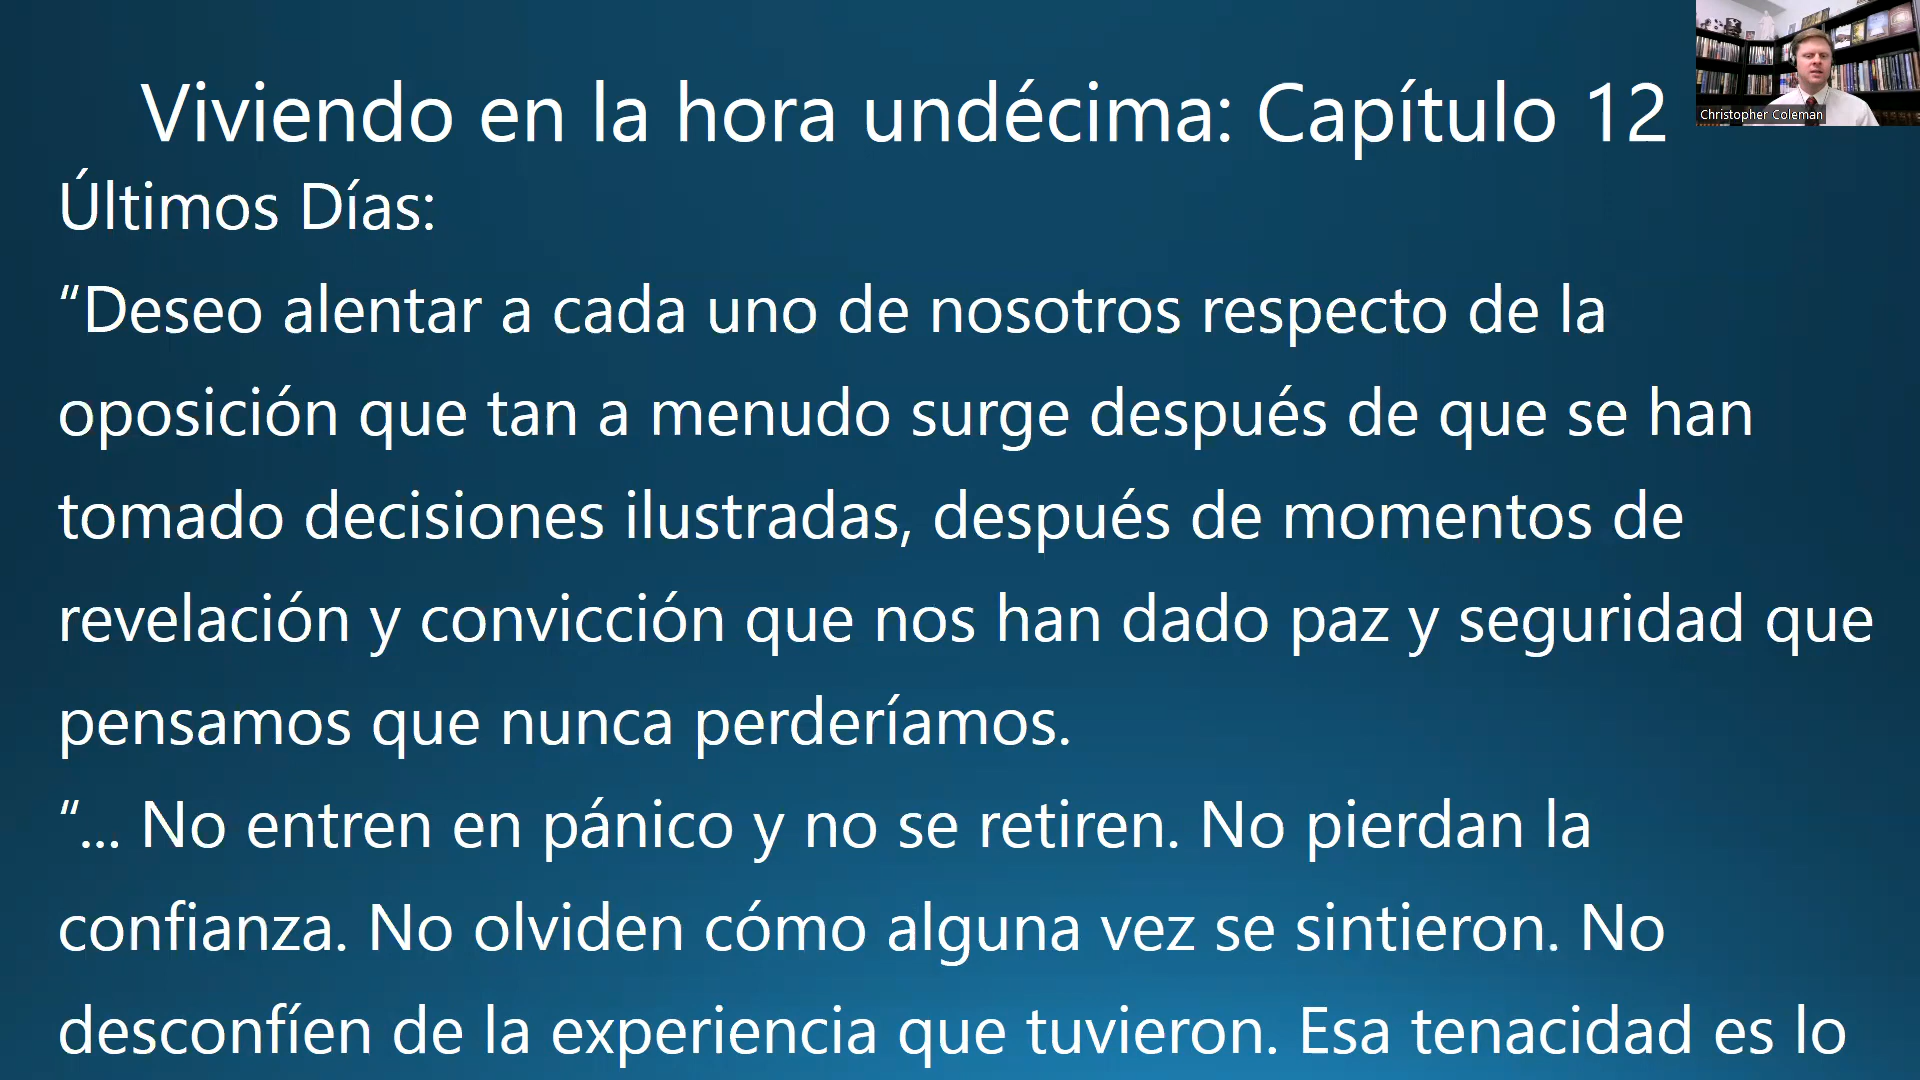 Viviendo en la hora undécima: Capítulo 12
Christopher Coleman
Últimos Días:
“Deseo alentar a cada uno de nosotros respecto de la
oposición que tan a menudo surge después de que se han
tomado decisiones ilustradas, después de momentos de
revelación y convicción que nos han dado paz y seguridad que
pensamos que nunca perderíamos.
“... No entren en pánico y no se retiren. No pierdan la
confianza. No olviden cómo alguna vez se sintieron. No
desconfíen de la experiencia que tuvieron. Esa tenacidad es lo